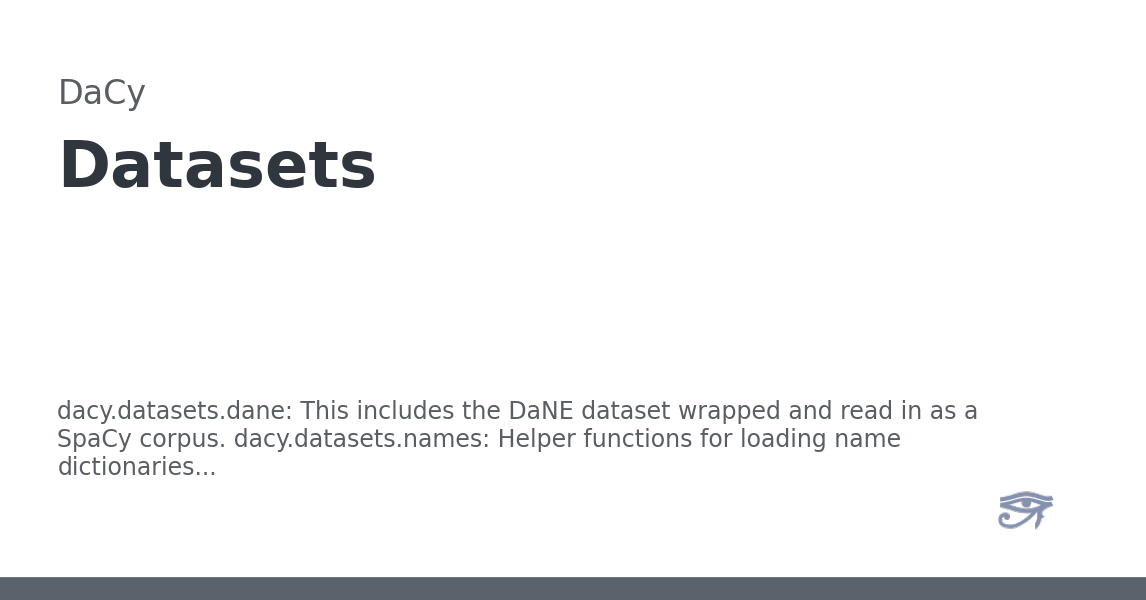 DaCy
Datasets
dacy.datasets.dane: This includes the DaNE dataset wrapped and read in as a
SpaCy corpus. dacy.datasets.names: Helper functions for loading name
dictionaries...